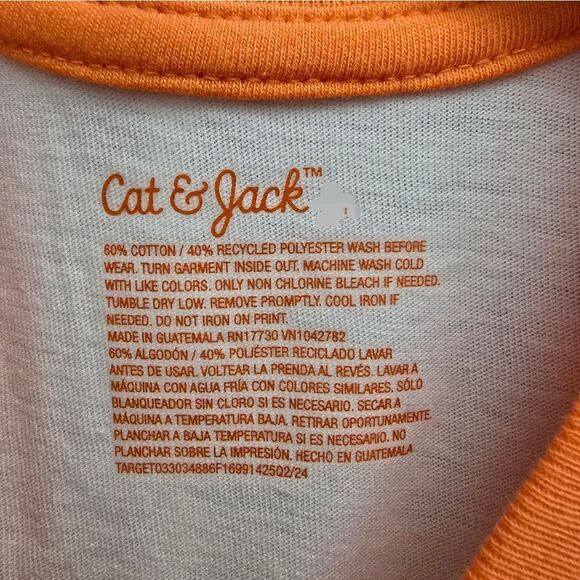 Cat & Jack™
60% COTTON / 40% RECYCLED POLYESTER WASH BEFORE
WEAR. TURN GARMENT INSIDE OUT. MACHINE WASH COLD
WITH LIKE COLORS. ONLY NON CHLORINE BLEACH IF NEEDED.
TUMBLE DRY LOW. REMOVE PROMPTLY. COOL IRON IF
NEEDED. DO NOT IRON ON PRINT.
MADE IN GUATEMALA RN17730 VN1042782
60% ALGODÓN / 40% POLIÉSTER RECICLADO LAVAR
ANTES DE USAR. VOLTEAR LA PRENDA AL REVÉS. LAVAR A
MÁQUINA CON AGUA FRÍA CON COLORES SIMILARES. SÓLO
BLANQUEADOR SIN CLORO SI ES NECESARIO. SECAR A
MÁQUINA A TEMPERATURA BAJA. RETIRAR OPORTUNAMENTE.
PLANCHAR A BAJA TEMPERATURA SI ES NECESARIO. NO
PLANCHAR SOBRE LA IMPRESIÓN. HECHO EN GUATEMALA
TARGET033034886F16991425Q2/24